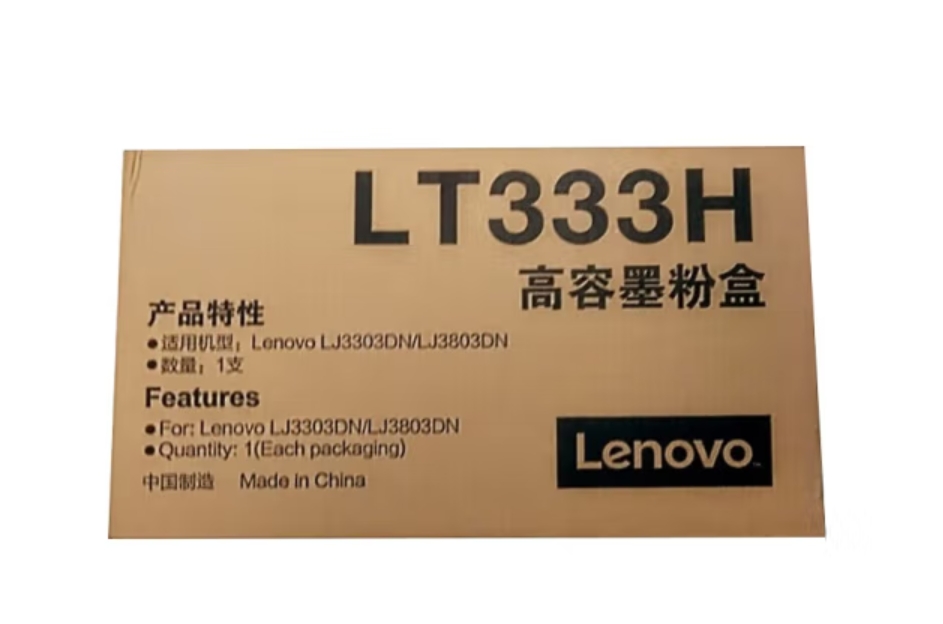 LT333H
高容墨粉盒
产品特性
●适用机型：Lenovo LJ3303DN/LJ3803DN
●数量：1支
Features
●For: Lenovo LJ3303DN/LJ3803DN
●Quantity: 1(Each packaging)
中国制造 Made in China
Lenovo™